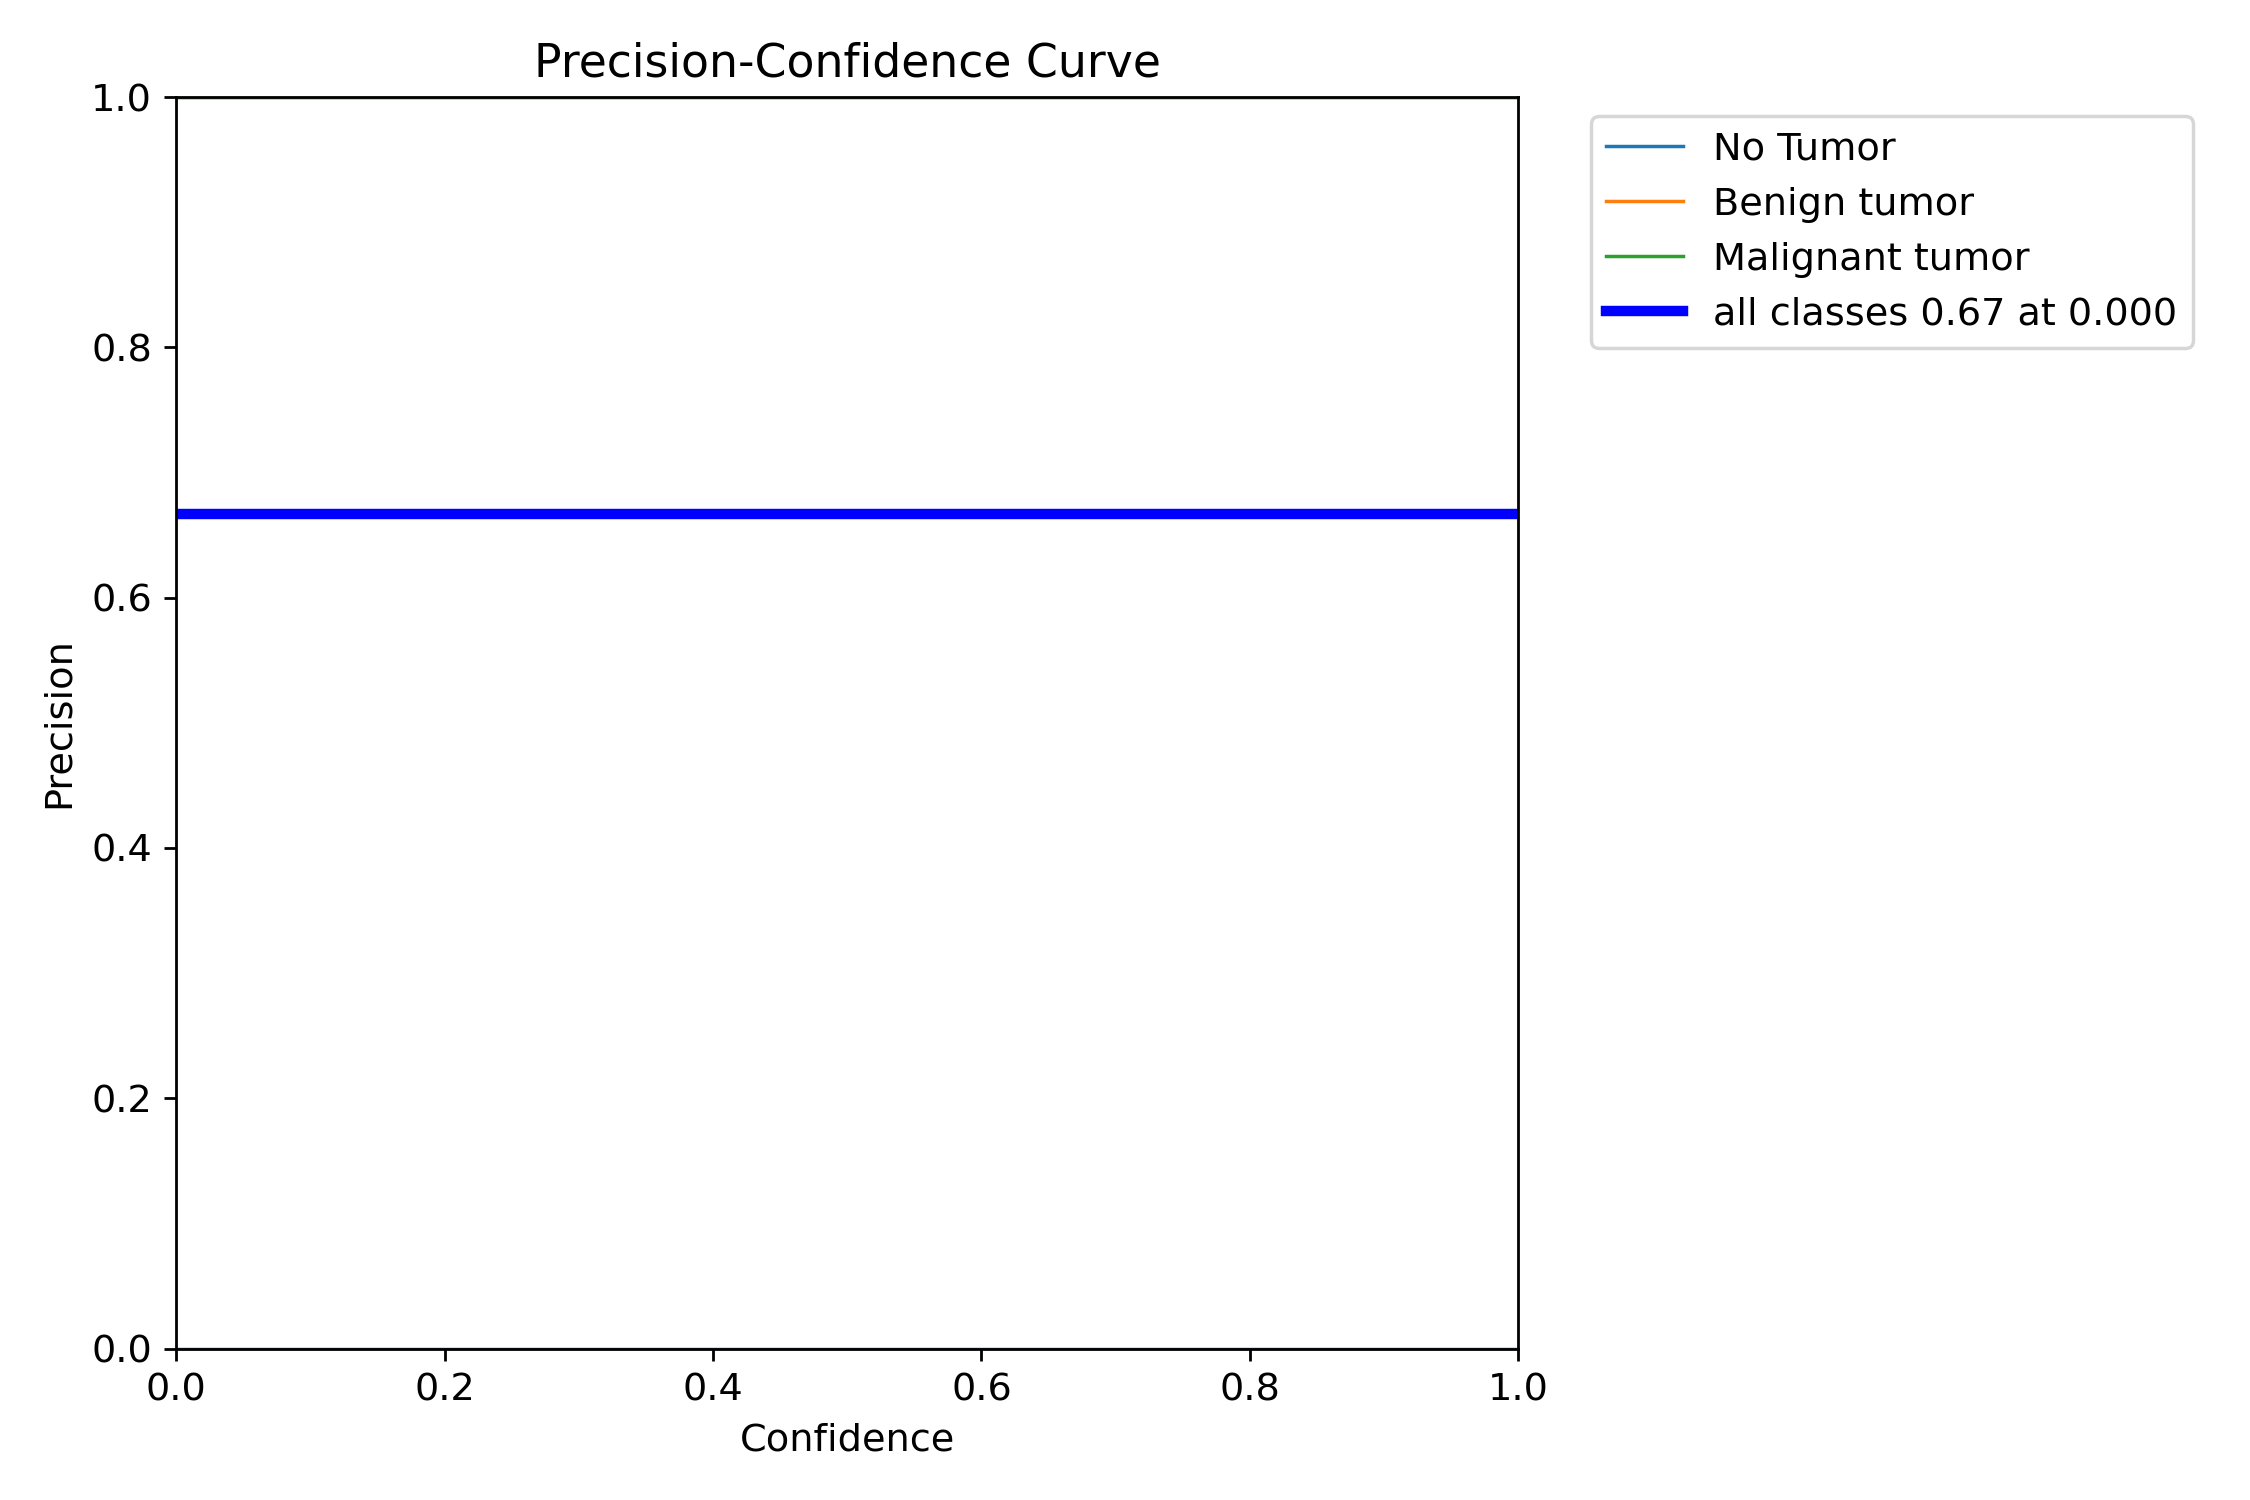 Precision-Confidence Curve
1.0
0.8
0.6
0.4
0.2
0.0
Precision
0.0 0.2 0.4 0.6 0.8 1.0
Confidence
No Tumor
Benign tumor
Malignant tumor
all classes 0.67 at 0.000